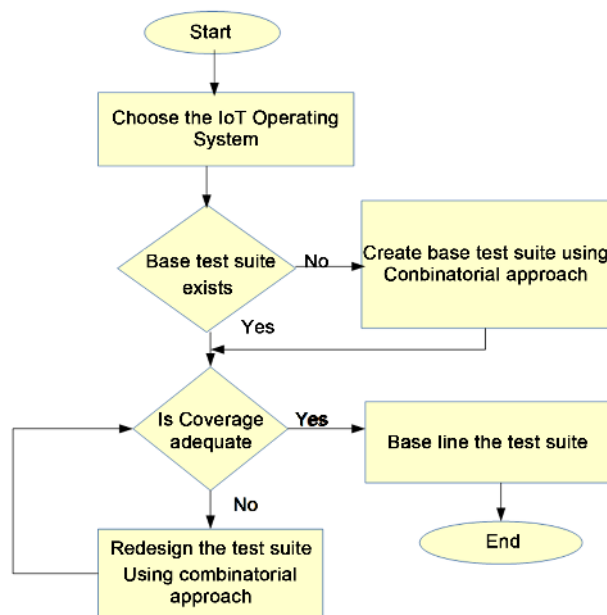 Start
Choose the IoT Operating
System
Base test suite
exists
No
Create base test suite using
Conbinatorial approach
Yes
Is Coverage
adequate
Yes
Base line the test suite
No
End
Redesign the test suite
Using combinatorial
approach